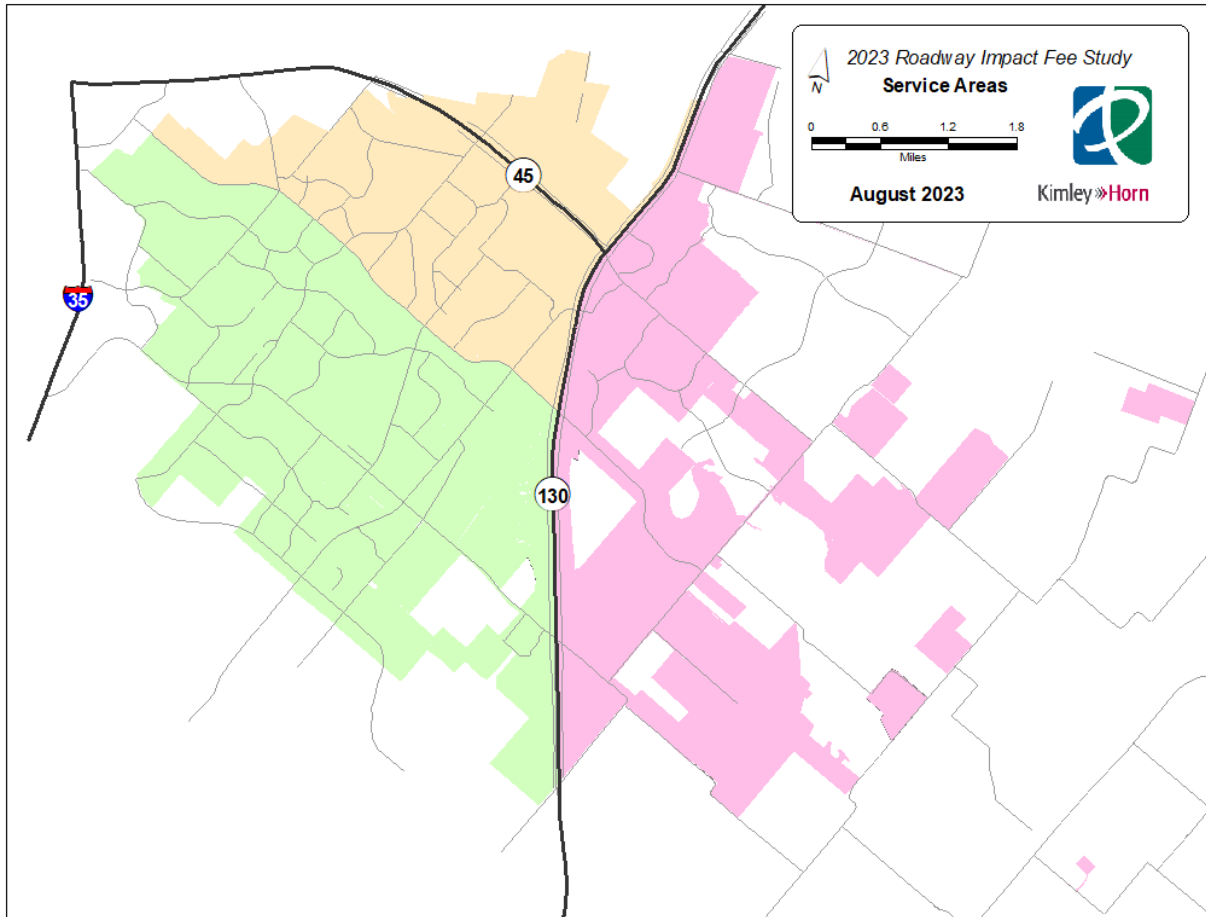 2023 Roadway Impact Fee Study
N
Service Areas
0 0.6 1.2 1.8
Miles
August 2023
Kimley»Horn
45
35
130